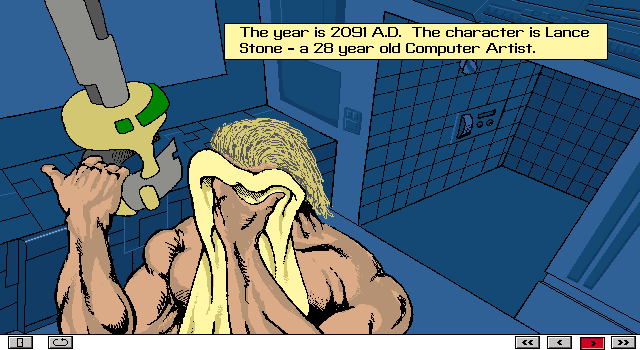 The year is 2091 A.D.  The character is Lance
Stone - a 28 year old Computer Artist.